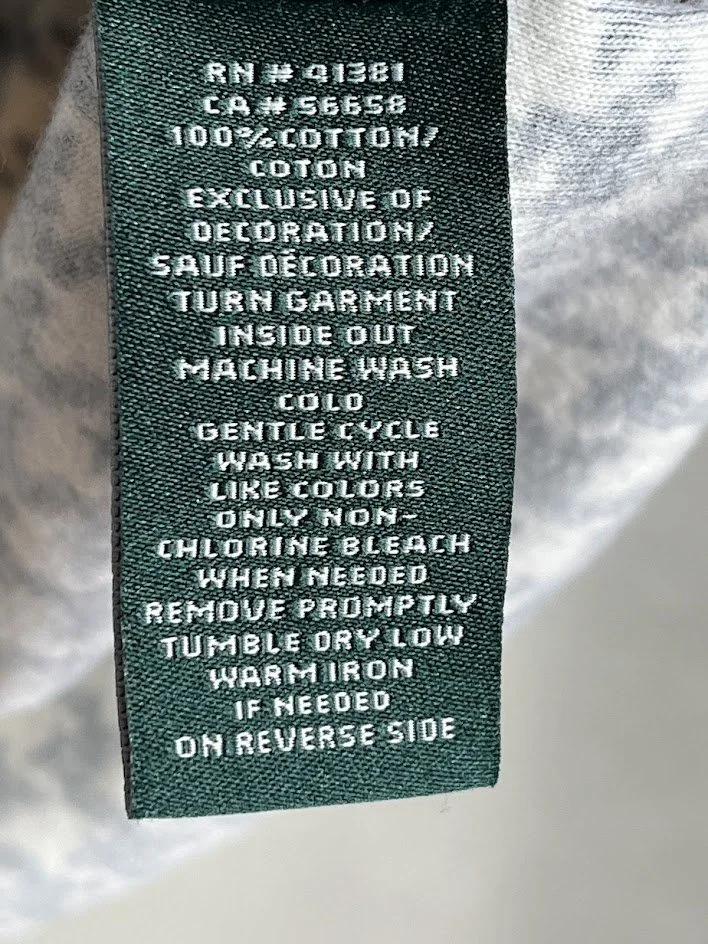 RN # 41381
CA # 56658
100% COTTON/
COTON
EXCLUSIVE OF
DECORATION/
SAUF DÉCORATION
TURN GARMENT
INSIDE OUT
MACHINE WASH
COLD
GENTLE CYCLE
WASH WITH
LIKE COLORS
ONLY NON-
CHLORINE BLEACH
WHEN NEEDED
REMOVE PROMPTLY
TUMBLE DRY LOW
WARM IRON
IF NEEDED
ON REVERSE SIDE